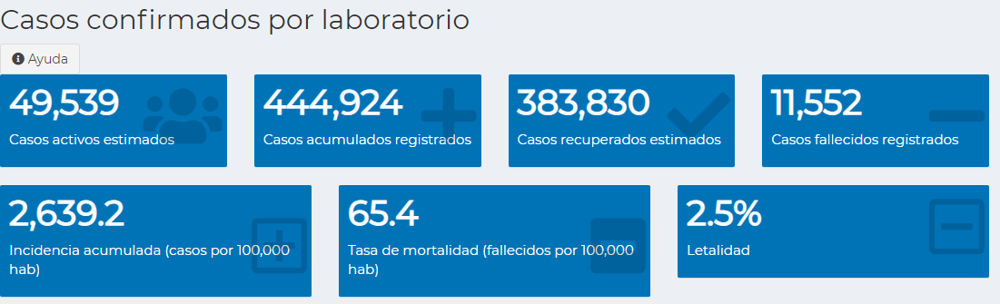 Casos confirmados por laboratorio
Ayuda
49,539
Casos activos estimados
444,924
Casos acumulados registrados
383,830
Casos recuperados estimados
11,552
Casos fallecidos registrados
2,639.2
Incidencia acumulada (casos por 100,000
hab)
65.4
Tasa de mortalidad (fallecidos por 100,000
hab)
2.5%
Letalidad